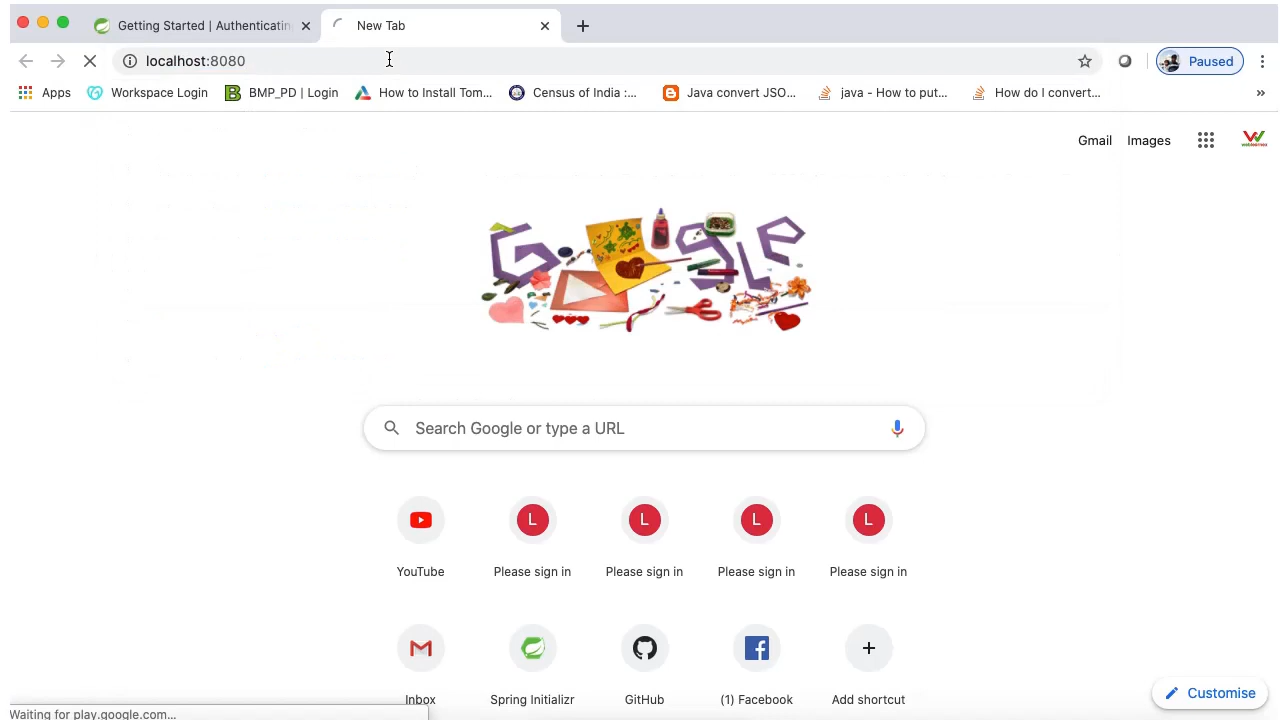 Getting Started | Authenticatin
New Tab
localhost:8080
Paused
Apps
Workspace Login
BMP_PD | Login
How to Install Tom...
Census of India :...
Java convert JSO...
java - How to put...
How do I convert...
»
Gmail
Images
Google
Search Google or type a URL
L
L
L
L
YouTube
Please sign in
Please sign in
Please sign in
Please sign in
Inbox
Spring Initializr
GitHub
(1) Facebook
Add shortcut
Customise
Waiting for play.google.com...